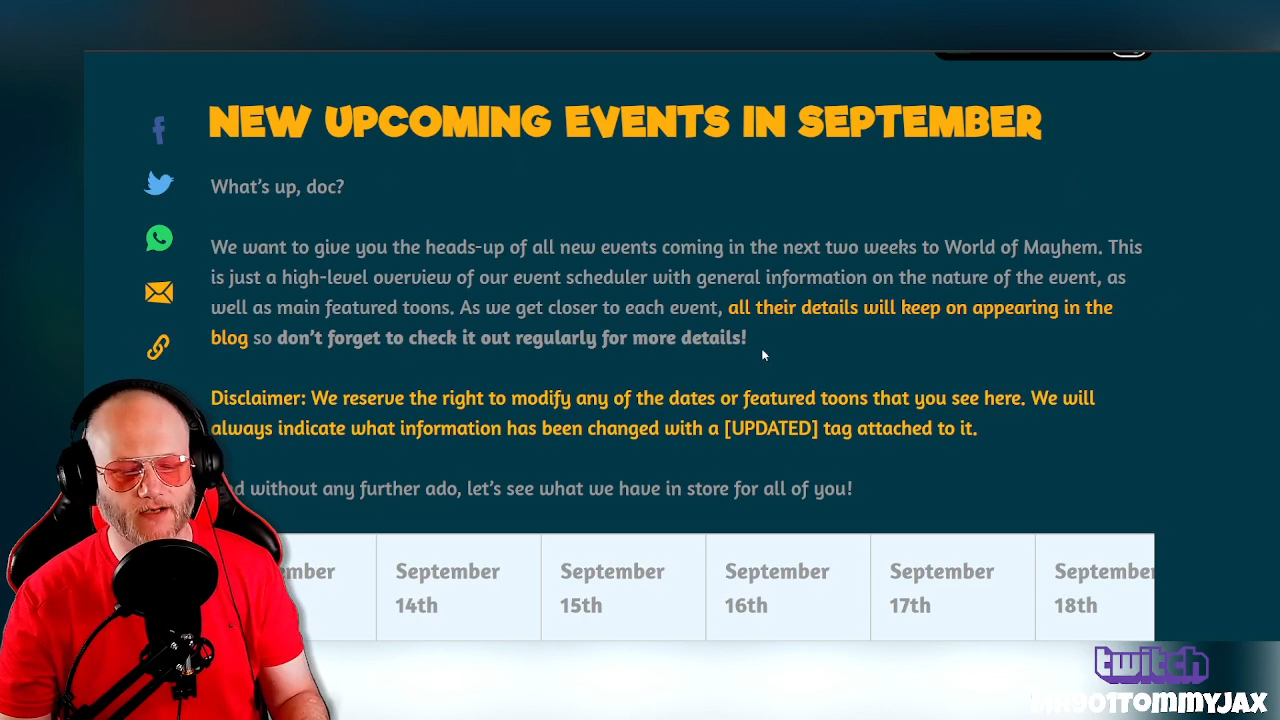 NEW UPCOMING EVENTS IN SEPTEMBER
What's up, doc?
We want to give you the heads-up of all new events coming in the next two weeks to World of Mayhem. This
is just a high-level overview of our event scheduler with general information on the nature of the event, as
well as main featured toons. As we get closer to each event, all their details will keep on appearing in the
blog so don't forget to check it out regularly for more details!
Disclaimer: We reserve the right to modify any of the dates or featured toons that you see here. We will
always indicate what information has been changed with a [UPDATED] tag attached to it.
without any further ado, let's see what we have in store for all of you!
September September September September
14th 15th 16th 17th 18th
twitch